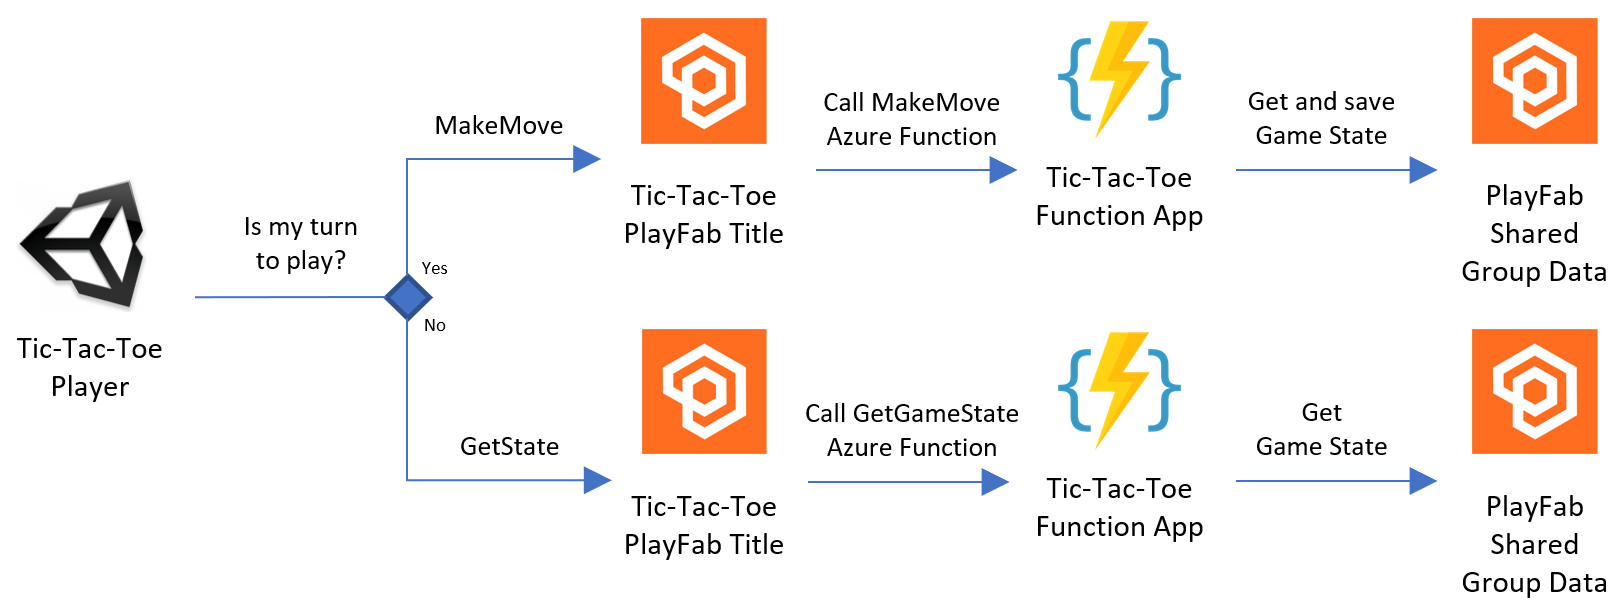 Tic-Tac-Toe
Player
Is my turn
to play?
Yes
No
MakeMove
Tic-Tac-Toe
PlayFab Title
Call MakeMove
Azure Function
Tic-Tac-Toe
Function App
Get and save
Game State
PlayFab
Shared
Group Data
GetState
Tic-Tac-Toe
PlayFab Title
Call GetGameState
Azure Function
Tic-Tac-Toe
Function App
Get
Game State
PlayFab
Shared
Group Data